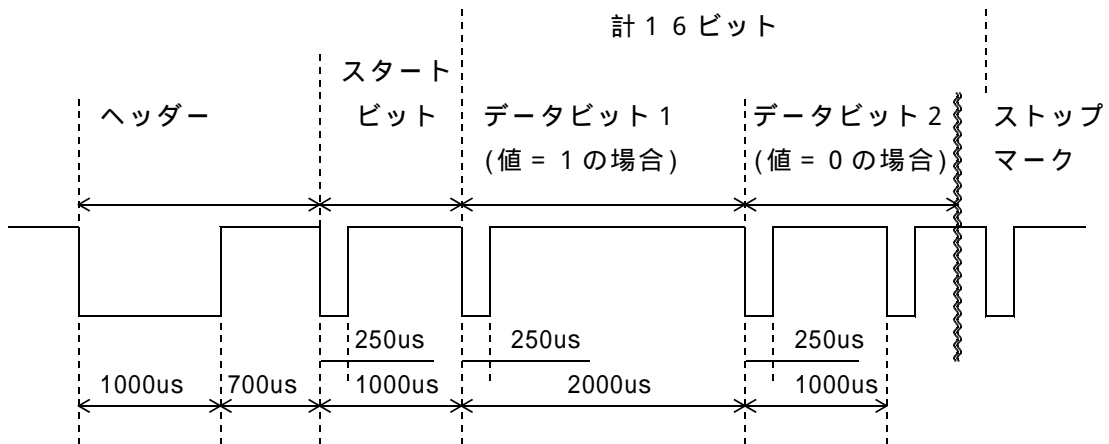 計１６ビット
スタート
ヘッダー ビット データビット１ データビット２ ストップ
(値＝１の場合) (値＝０の場合) マーク
250us 250us 250us
1000us 700us 1000us 2000us 1000us